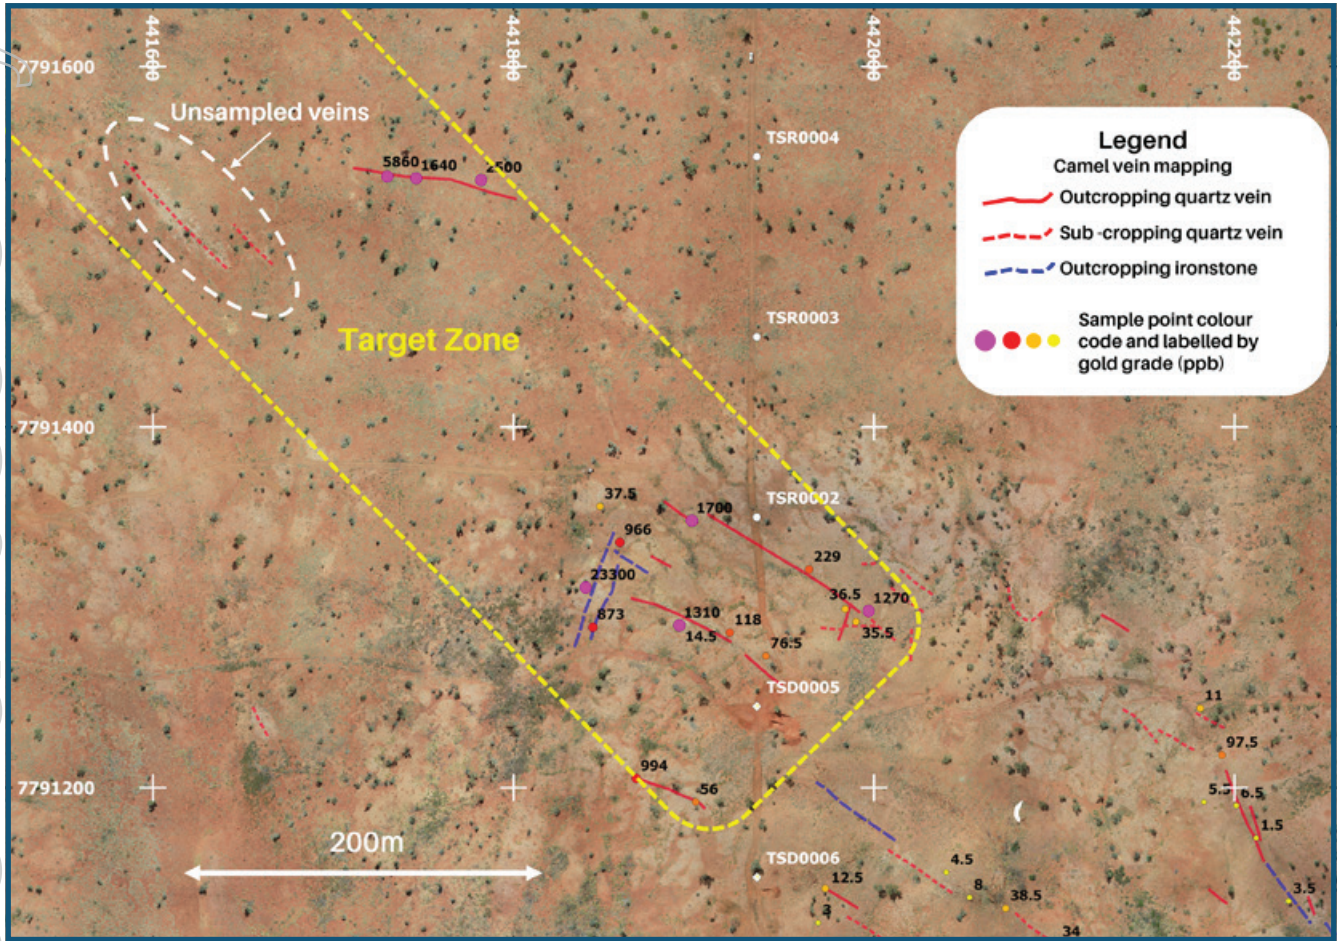 441600
441800
442000
442200
7791600
Unsampled veins
TSR0004
5860
1640
2500
Legend
Camel vein mapping
Outcropping quartz vein
Sub-cropping quartz vein
Outcropping ironstone
Sample point colour
code and labelled by
gold grade (ppb)
TSR0003
Target Zone
7791400
TSR0002
37.5
1700
966
229
23300
36.5
1270
873
1310
118
14.5
35.5
76.5
TSD0005
11
97.5
994
56
7791200
5.5
6.5
1.5
200m
TSD0006
4.5
12.5
8
38.5
3.5
3
34